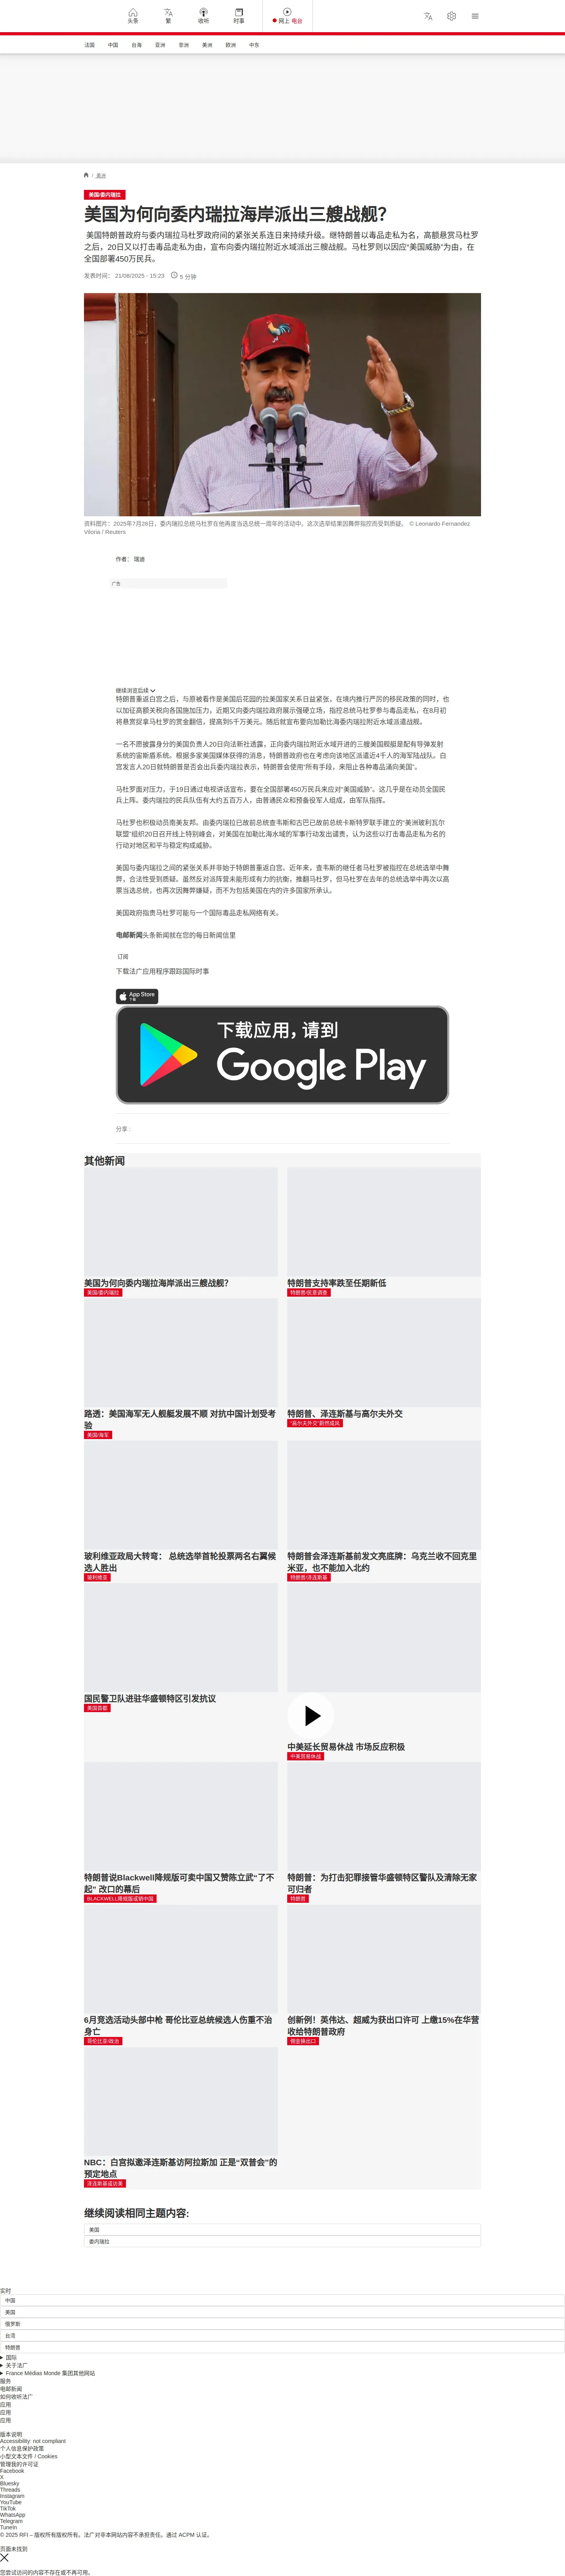 头条
繁
收听
时事
网上 电台
法国 中国 台海 亚洲 非洲 美洲 欧洲 中东
/ 美洲
美国/委内瑞拉
美国为何向委内瑞拉海岸派出三艘战舰？
美国特朗普政府与委内瑞拉马杜罗政府间的紧张关系连日来持续升级。继特朗普以毒品走私为名，高额悬赏马杜罗
之后，20日又以打击毒品走私为由，宣布向委内瑞拉附近水域派出三艘战舰。马杜罗则以因应“美国威胁”为由，在
全国部署450万民兵。
发表时间： 21/08/2025 - 15:23 5 分钟
资料图片：2025年7月28日，委内瑞拉总统马杜罗在他再度当选总统一周年的活动中。这次选举结果因舞弊指控而受到质疑。 © Leonardo Fernandez
Viloria / Reuters
作者： 瑞迪
广告
继续浏览后续
特朗普重返白宫之后，与原被看作是美国后花园的拉美国家关系日益紧张，在境内推行严厉的移民政策的同时，也
以加征高额关税向各国施加压力，近期又向委内瑞拉政府展示强硬立场，指控总统马杜罗参与毒品走私，在8月初
将悬赏捉拿马杜罗的赏金翻倍，提高到5千万美元。随后就宣布要向加勒比海委内瑞拉附近水域派遣战舰。
一名不愿披露身分的美国负责人20日向法新社透露，正向委内瑞拉附近水域开进的三艘美国舰艇是配有导弹发射
系统的宙斯盾系统。根据多家美国媒体获得的消息，特朗普政府也在考虑向该地区派遣近4千人的海军陆战队。白
宫发言人20日就特朗普是否会出兵委内瑞拉表示，特朗普会使用“所有手段，来阻止各种毒品涌向美国”。
马杜罗面对压力，于19日通过电视讲话宣布，要在全国部署450万民兵来应对“美国威胁”。这几乎是在动员全国民
兵上阵。委内瑞拉的民兵队伍有大约五百万人，由普通民众和预备役军人组成，由军队指挥。
马杜罗也积极动员南美友邦。由委内瑞拉已故前总统查韦斯和古巴已故前总统卡斯特罗联手建立的“美洲玻利瓦尔
联盟”组织20日召开线上特别峰会，对美国在加勒比海水域的军事行动发出谴责，认为这些以打击毒品走私为名的
行动对地区和平与稳定构成威胁。
美国与委内瑞拉之间的紧张关系并非始于特朗普重返白宫。近年来，查韦斯的继任者马杜罗被指控在总统选举中舞
弊，合法性受到质疑。虽然反对派阵营未能形成有力的抗衡，推翻马杜罗，但马杜罗在去年的总统选举中再次以高
票当选总统，也再次因舞弊嫌疑，而不为包括美国在内的许多国家所承认。
美国政府指责马杜罗可能与一个国际毒品走私网络有关。
电邮新闻头条新闻就在您的每日新闻信里
订阅
下载法广应用程序跟踪国际时事
App Store
下载
下载应用，请到
Google Play
分享 :
其他新闻
美国为何向委内瑞拉海岸派出三艘战舰？
美国/委内瑞拉
特朗普支持率跌至任期新低
特朗普/民意调查
路透：美国海军无人舰艇发展不顺 对抗中国计划受考
验
美国/海军
特朗普、泽连斯基与高尔夫外交
“高尔夫外交”蔚然成风
玻利维亚政局大转弯： 总统选举首轮投票两名右翼候
选人胜出
玻利维亚
特朗普会泽连斯基前发文亮底牌：乌克兰收不回克里
米亚，也不能加入北约
特朗普/泽连斯基
国民警卫队进驻华盛顿特区引发抗议
美国首都
中美延长贸易休战 市场反应积极
中美贸易休战
特朗普说Blackwell降规版可卖中国又赞陈立武“了不
起” 改口的幕后
BLACKWELL降规版或销中国
特朗普：为打击犯罪接管华盛顿特区警队及清除无家
可归者
特朗普
6月竞选活动头部中枪 哥伦比亚总统候选人伤重不治
身亡
哥伦比亚/政治
创新例！英伟达、超威为获出口许可 上缴15%在华营
收给特朗普政府
佣金换出口
NBC：白宫拟邀泽连斯基访阿拉斯加 正是“双普会”的
预定地点
泽连斯基或访美
继续阅读相同主题内容:
美国
委内瑞拉
实时
中国
美国
俄罗斯
台湾
特朗普
国际
关于法广
France Médias Monde 集团其他网站
服务
电邮新闻
如何收听法广
应用
应用
应用
版本说明
Accessibility: not compliant
个人信息保护政策
小型文本文件 / Cookies
管理我的许可证
Facebook
X
Bluesky
Threads
Instagram
YouTube
TikTok
WhatsApp
Telegram
TuneIn
© 2025 RFI – 版权所有版权所有。法广对非本网站内容不承担责任。通过 ACPM 认证。
页面未找到
您尝试访问的内容不存在或不再可用。